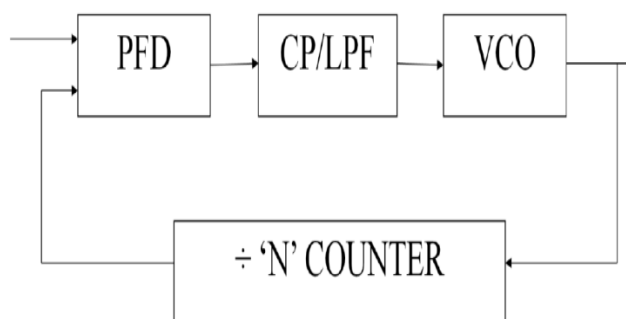 PFD
CP/LPF
VCO
÷ ‘N’ COUNTER